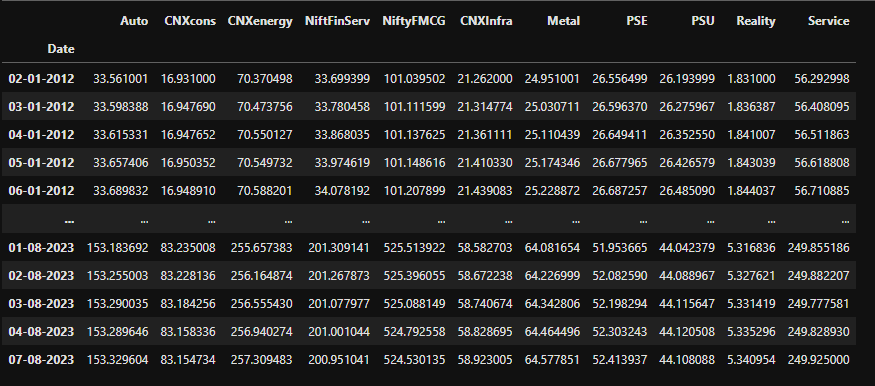 Auto CNXcons CNXenergy NiftFinServ NiftyFMCG CNXInfra Metal PSE PSU Reality Service
Date
02-01-2012 33.561001 16.931000 70.370498 33.699399 101.039502 21.262000 24.951001 26.556499 26.193999 1.831000 56.292998
03-01-2012 33.598388 16.947690 70.473756 33.780458 101.111599 21.314774 25.030711 26.596370 26.275967 1.836387 56.408095
04-01-2012 33.615331 16.947652 70.550127 33.868035 101.137625 21.361111 25.110439 26.649411 26.352550 1.841007 56.511863
05-01-2012 33.657406 16.950352 70.549732 33.974619 101.148616 21.410330 25.174346 26.677965 26.426579 1.843039 56.618808
06-01-2012 33.689832 16.948910 70.588201 34.078192 101.207899 21.439083 25.228872 26.687257 26.485090 1.844037 56.710885
... ... ... ... ... ... ... ... ... ... ... ...
01-08-2023 153.183692 83.235008 255.657383 201.309141 525.513922 58.582703 64.081654 51.953665 44.042379 5.316836 249.855186
02-08-2023 153.255003 83.228136 256.164874 201.267873 525.396055 58.672238 64.226999 52.082590 44.088967 5.327621 249.882207
03-08-2023 153.290035 83.184256 256.555430 201.077977 525.088149 58.740674 64.342806 52.198294 44.115647 5.331419 249.777581
04-08-2023 153.289646 83.158336 256.940274 201.001044 524.792558 58.828695 64.464496 52.303243 44.120508 5.335296 249.828930
07-08-2023 153.329604 83.154734 257.309483 200.951041 524.530135 58.923005 64.577851 52.413937 44.108088 5.340954 249.925000